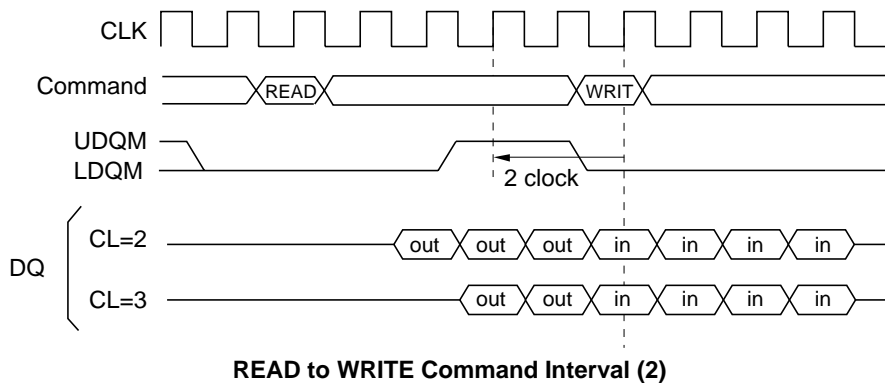 CLK
Command READ WRIT
UDQM
LDQM
2 clock
CL=2 out out out in in in in
DQ
CL=3 out out in in in in
READ to WRITE Command Interval (2)